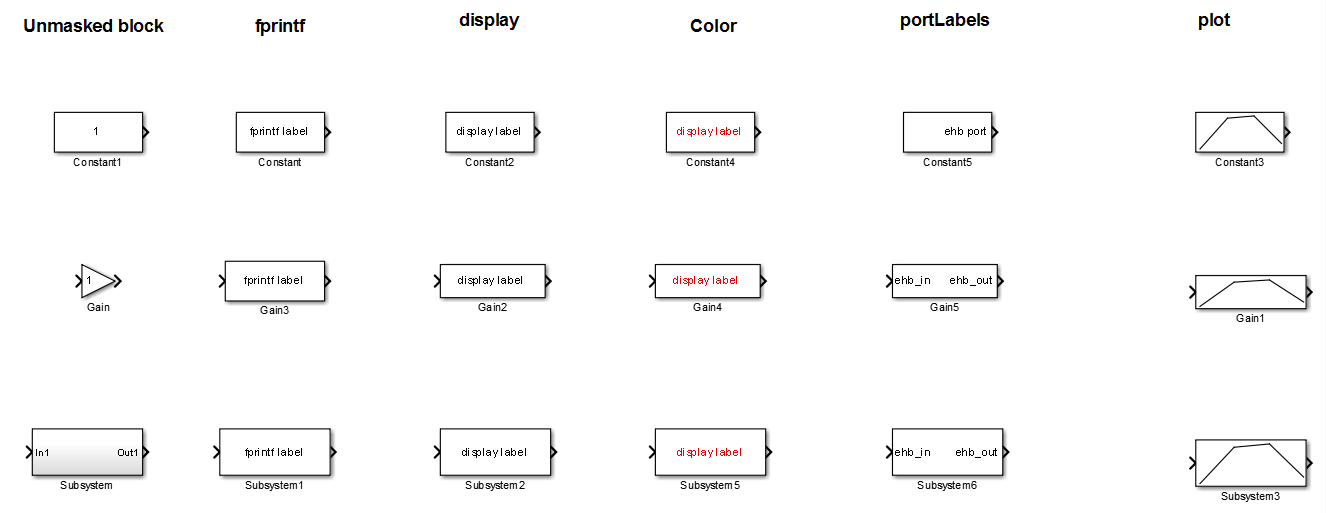 Unmasked block
fprintf
display
Color
portLabels
plot
1
fprintf label
display label
display label
ehb port
Constant1
Constant
Constant2
Constant4
Constant5
Constant3
1
fprintf label
display label
display label
ehb_in
ehb_out
Gain
Gain3
Gain2
Gain4
Gain5
Gain1
In1
Out1
fprintf label
display label
display label
ehb_in
ehb_out
Subsystem
Subsystem1
Subsystem2
Subsystem5
Subsystem6
Subsystem3